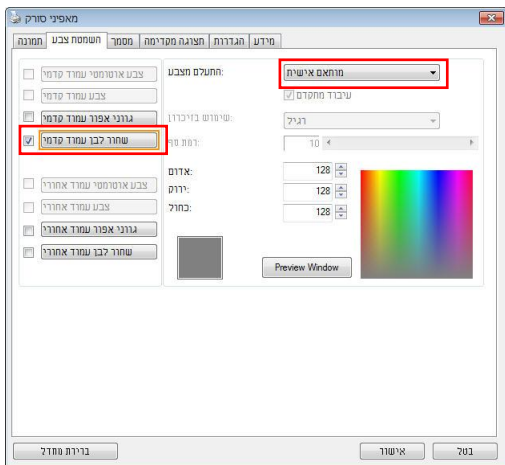 מאפיני סורק
תמונה
השמטת צבע
מסמך
תצוגה מקדימה
הגדרות
מידע
צבע אוטומטי עמוד קדמי
צבע עמוד קדמי
גווני אפור עמוד קדמי
שחור לבן עמוד קדמי
צבע אוטומטי עמוד אחורי
צבע עמוד אחורי
גווני אפור עמוד אחורי
שחור לבן עמוד אחורי
התעלם מצבע:
מותאם אישית
עיבוד מתקדם
שימוש בזיכרון:
רגיל
רמת סף:
10
אדום:
128
ירוק:
128
כחול:
128
Preview Window
ברירת מחדל
אישור
בטל